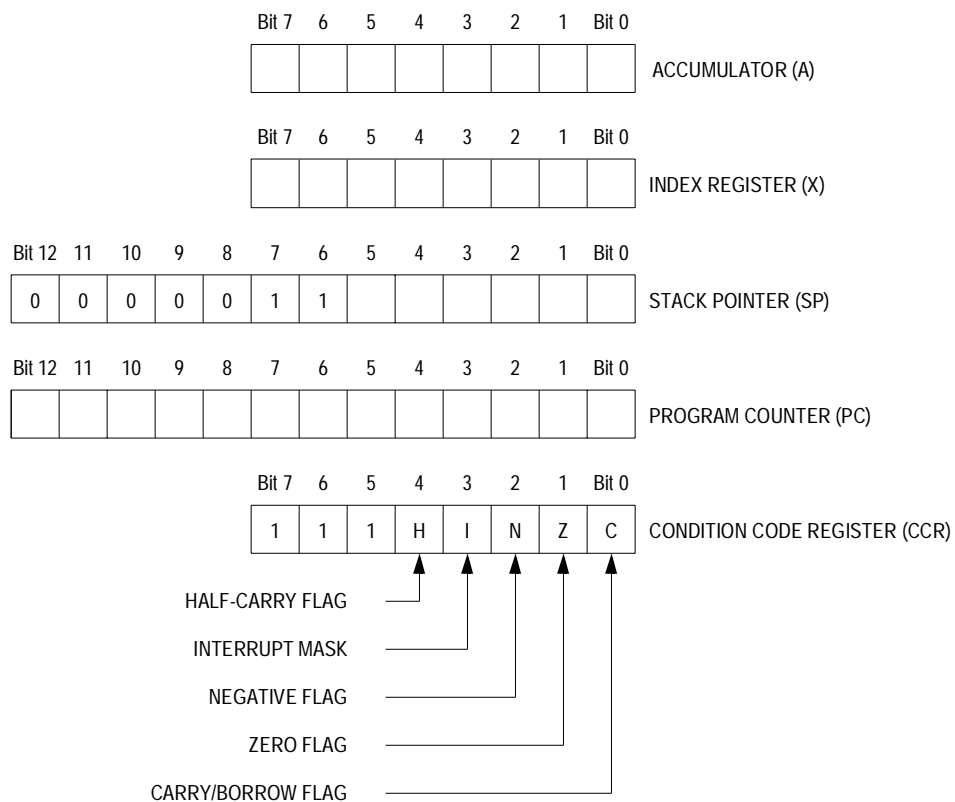 Bit 7 6 5 4 3 2 1 Bit 0
ACCUMULATOR (A)
Bit 7 6 5 4 3 2 1 Bit 0
INDEX REGISTER (X)
Bit 12 11 10 9 8 7 6 5 4 3 2 1 Bit 0
0 0 0 0 0 1 1 STACK POINTER (SP)
Bit 12 11 10 9 8 7 6 5 4 3 2 1 Bit 0
PROGRAM COUNTER (PC)
Bit 7 6 5 4 3 2 1 Bit 0
1 1 1 H I N Z C CONDITION CODE REGISTER (CCR)
HALF-CARRY FLAG
INTERRUPT MASK
NEGATIVE FLAG
ZERO FLAG
CARRY/BORROW FLAG